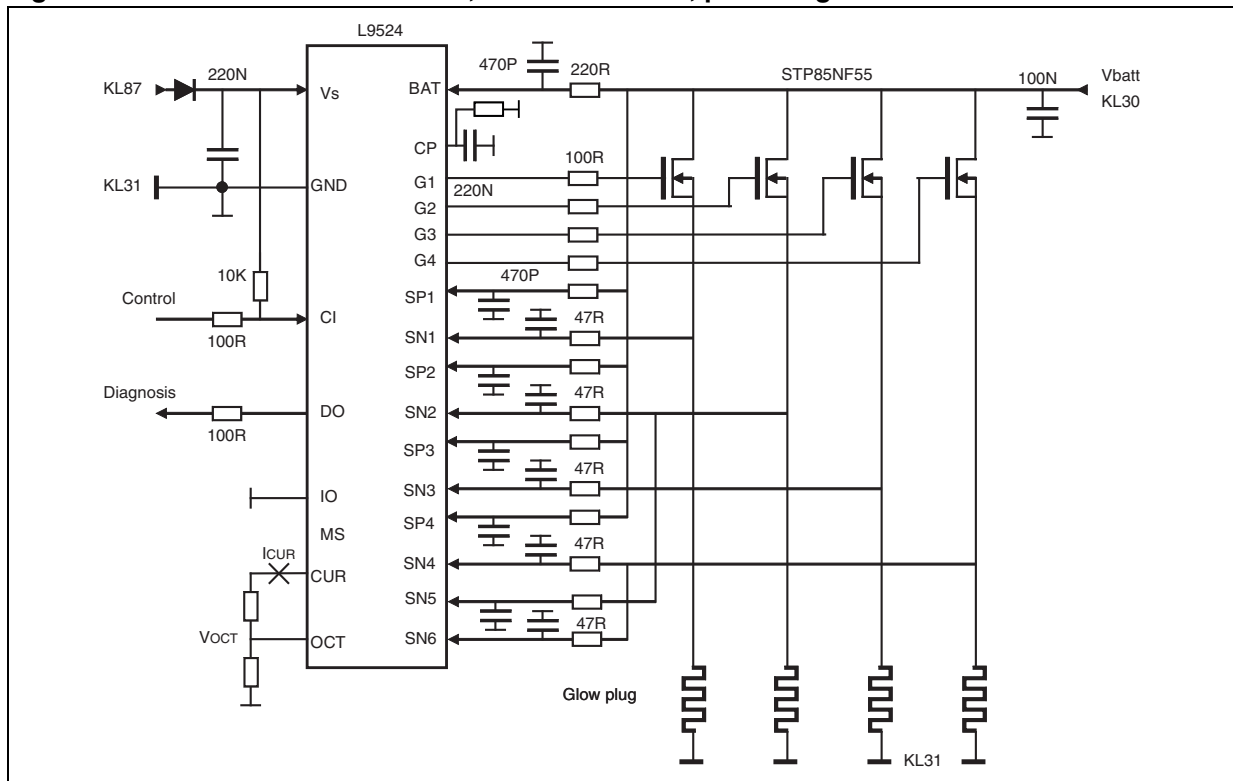 L9524
KL87
220N
Vs
BAT
470P
220R
STP85NF55
100N
Vbatt
KL30
CP
100R
KL31
GND
G1
220N
G2
G3
G4
10K
470P
Control
SP1
CI
100R
47R
SN1
SP2
Diagnosis
47R
DO
SN2
100R
SP3
47R
IO
SN3
SP4
MS
47R
ICUR
SN4
CUR
SN5
47R
VOCT
OCT
SN6
Glow plug
KL31